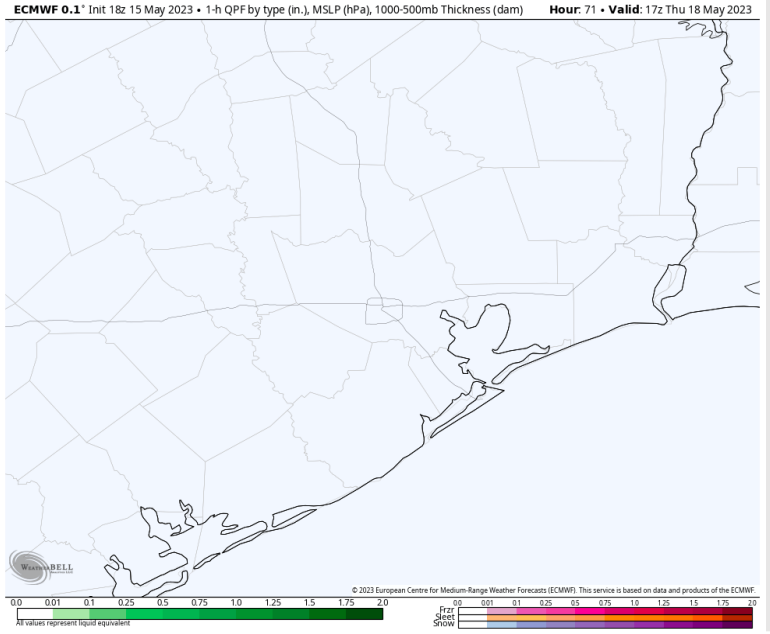 ECMWF 0.1° Init 18z 15 May 2023 • 1-h QPF by type (in.), MSLP (hPa), 1000-500mb Thickness (dam) Hour: 71 • Valid: 17z Thu 18 May 2023
WeatherBELL
© 2023 European Centre for Medium-Range Weather Forecasts (ECMWF). This service is based on data and products of the ECMWF.
0.0 0.01 0.1 0.25 0.5 0.75 1.0 1.25 1.5 1.75 2.0
All values represent liquid equivalent
0.0 0.01 0.1 0.25 0.5 0.75 1.0 1.25 1.5 1.75 2.0
Frzr
Sleet
Snow